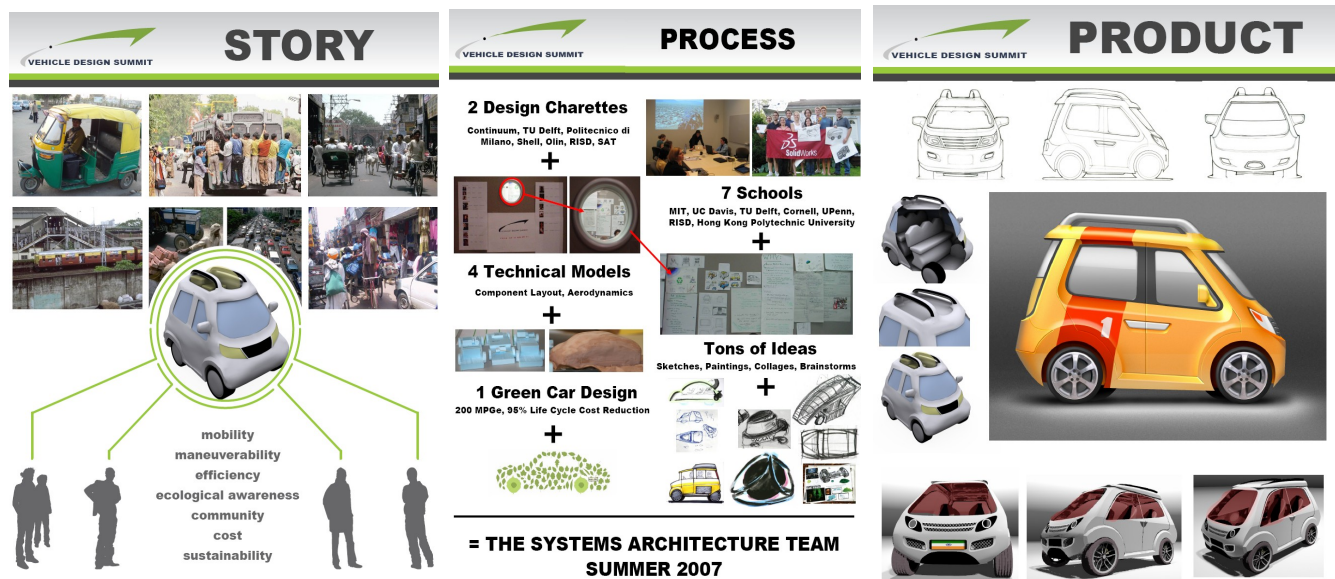 VEHICLE DESIGN SUMMIT
STORY
mobility
maneuverability
efficiency
ecological awareness
community
cost
sustainability
VEHICLE DESIGN SUMMIT
PROCESS
2 Design Charettes
Continuum, TU Delft, Politecnico di
Milano, Shell, Olin, RISD, SAT
+
4 Technical Models
Component Layout, Aerodynamics
+
1 Green Car Design
200 MPGe, 95% Life Cycle Cost Reduction
+
DS
SolidWorks
7 Schools
MIT, UC Davis, TU Delft, Cornell, UPenn,
RISD, Hong Kong Polytechnic University
+
Tons of Ideas
Sketches, Paintings, Collages, Brainstorms
+
= THE SYSTEMS ARCHITECTURE TEAM
SUMMER 2007
VEHICLE DESIGN SUMMIT
PRODUCT
1